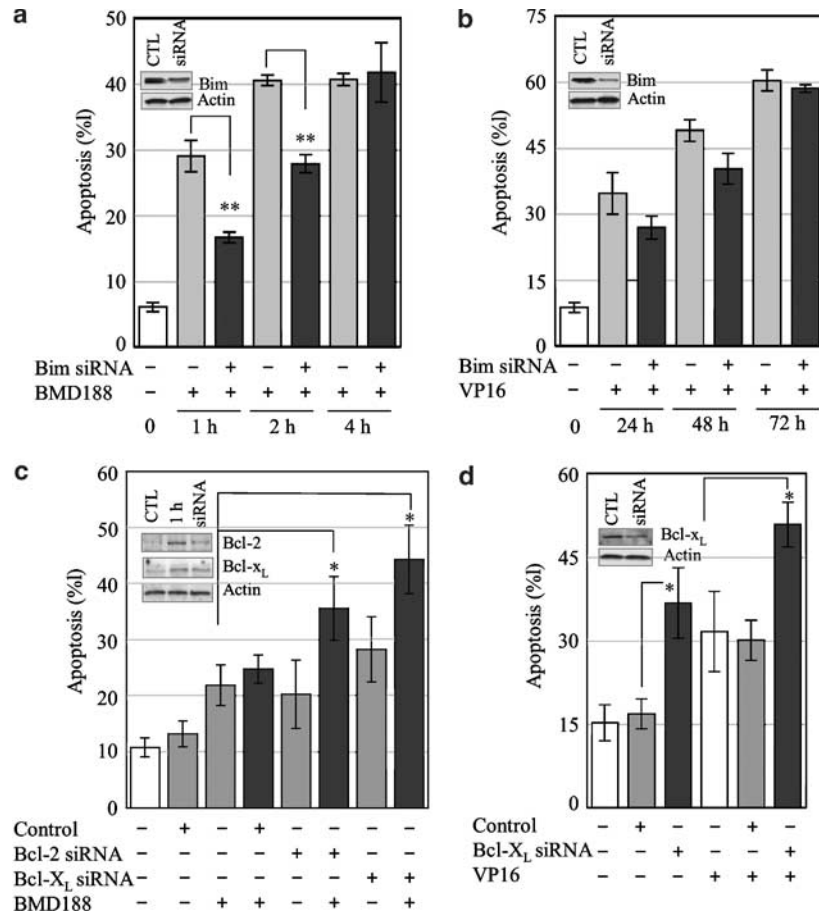 a
50
40
30
20
10
0
Apoptosis (%l)
CTL
siRNA
Bim
Actin
**
**
Bim siRNA – – + – + – +
BMD188 – + + + + + +
0 1 h 2 h 4 h
b
75
60
45
30
15
0
Apoptosis (%l)
CTL
siRNA
Bim
Actin
Bim siRNA – – + – + – +
VP16 – + + + + + +
0 24 h 48 h 72 h
c
60
50
40
30
20
10
0
Apoptosis (%l)
CTL
1 h
siRNA
Bcl-2
Bcl-xL
Actin
*
*
Control – + – + – – – –
Bcl-2 siRNA – – – – + + – –
Bcl-XL siRNA – – – – – – + +
BMD188 – – + + – + – +
d
60
45
30
15
0
Apoptosis (%l)
CTL
siRNA
Bcl-xL
Actin
*
*
Control – + – – + –
Bcl-XL siRNA – – + – – +
VP16 – – – + + +